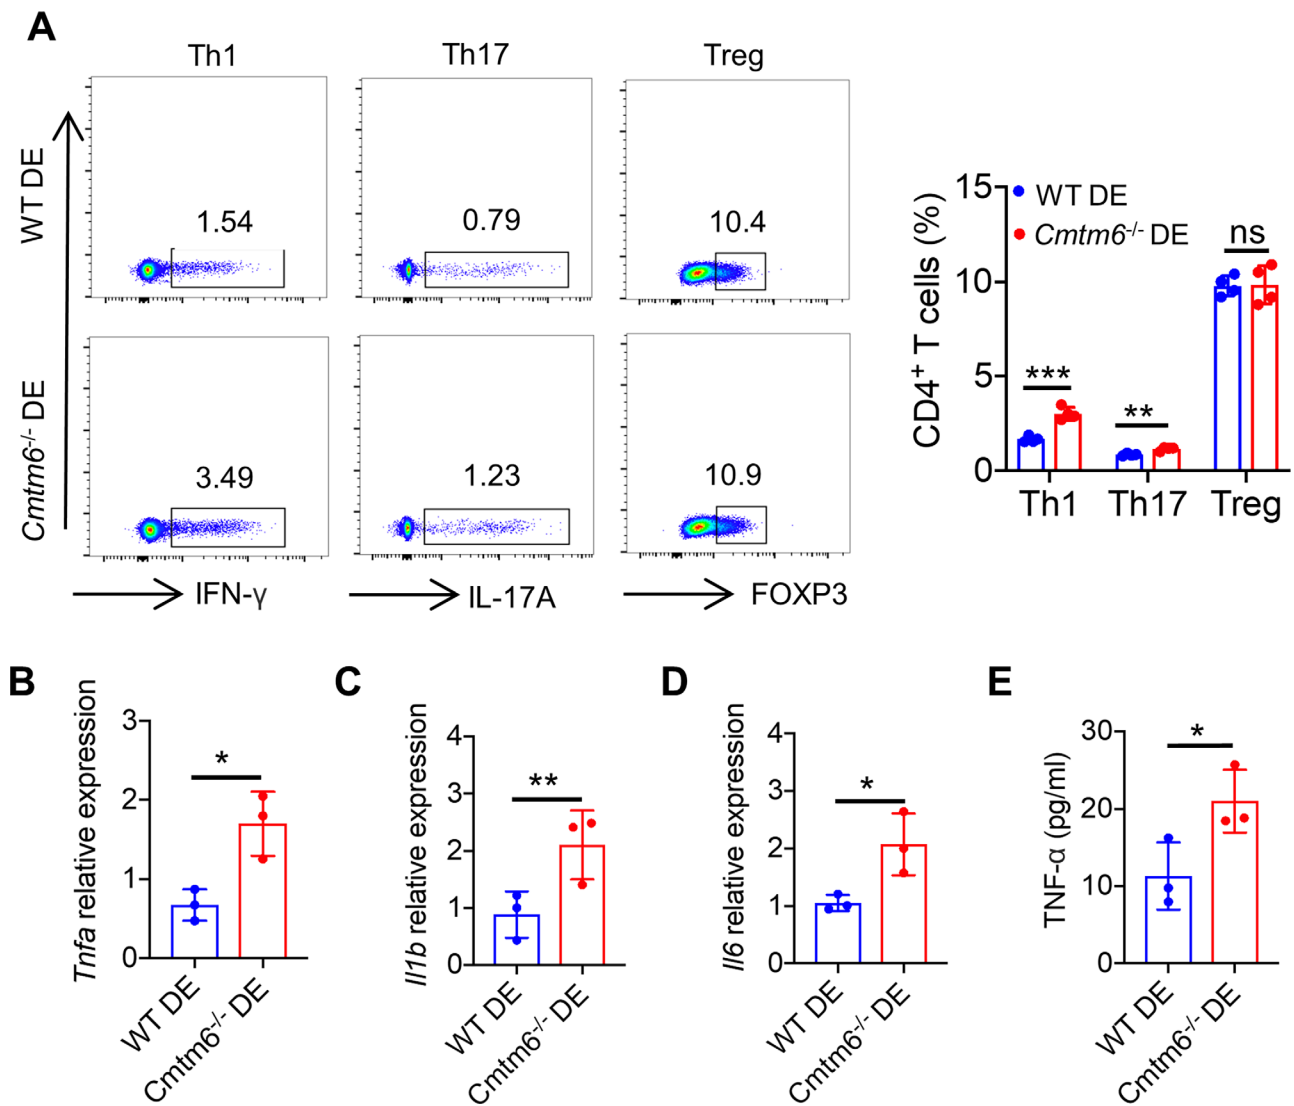 A
Th1
Th17
Treg
WT DE
1.54
0.79
10.4
Cmtm6-/- DE
3.49
1.23
10.9
IFN-γ
IL-17A
FOXP3
CD4+ T cells (%)
15
10
5
0
WT DE
Cmtm6-/- DE
***
**
ns
Th1
Th17
Treg
B
Tnfa relative expression
3
2
1
0
*
WT DE
Cmtm6-/- DE
C
Il1b relative expression
4
3
2
1
0
**
WT DE
Cmtm6-/- DE
D
Il6 relative expression
4
3
2
1
0
*
WT DE
Cmtm6-/- DE
E
TNF-α (pg/ml)
30
20
10
0
*
WT DE
Cmtm6-/- DE